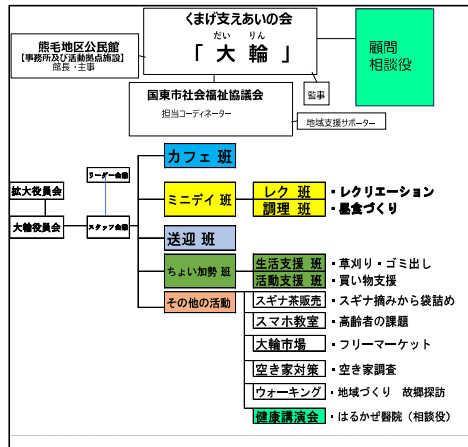 くまげ支えあいの会
だい りん
「 大 輪 」
熊毛地区公民館
【事務所及び活動拠点施設】
館長・主事
顧問
相談役
監事
国東市社会福祉協議会
担当コーディネーター
地域支援サポーター
カフェ 班
リーダー会議
拡大役員会
大輪役員会
スタッフ会議
ミニデイ 班
レク 班
・レクリエーション
調理 班
・昼食づくり
送迎 班
ちょい加勢 班
生活支援 班
・草刈り・ゴミ出し
活動支援 班
・買い物支援
その他の活動
スギナ茶販売
・スギナ摘みから袋詰め
スマホ教室
・高齢者の課題
大輪市場
・フリーマーケット
空き家対策
・空き家調査
ウォーキング
・地域づくり 故郷探訪
健康講演会
・はるかぜ醫院（相談役）